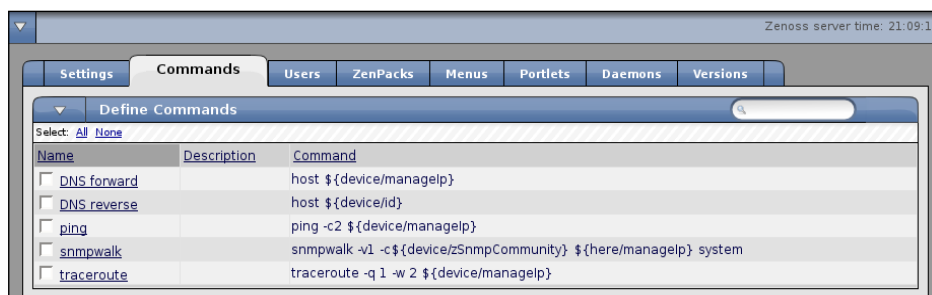 Zenoss server time: 21:09:1
Settings Commands Users ZenPacks Menus Portlets Daemons Versions
Define Commands
Select: All None
Name Description Command
DNS forward host ${device/manageIp}
DNS reverse host ${device/id}
ping ping -c2 ${device/manageIp}
snmpwalk snmpwalk -v1 -c${device/zSnmpCommunity} ${here/manageIp} system
traceroute traceroute -q 1 -w 2 ${device/manageIp}